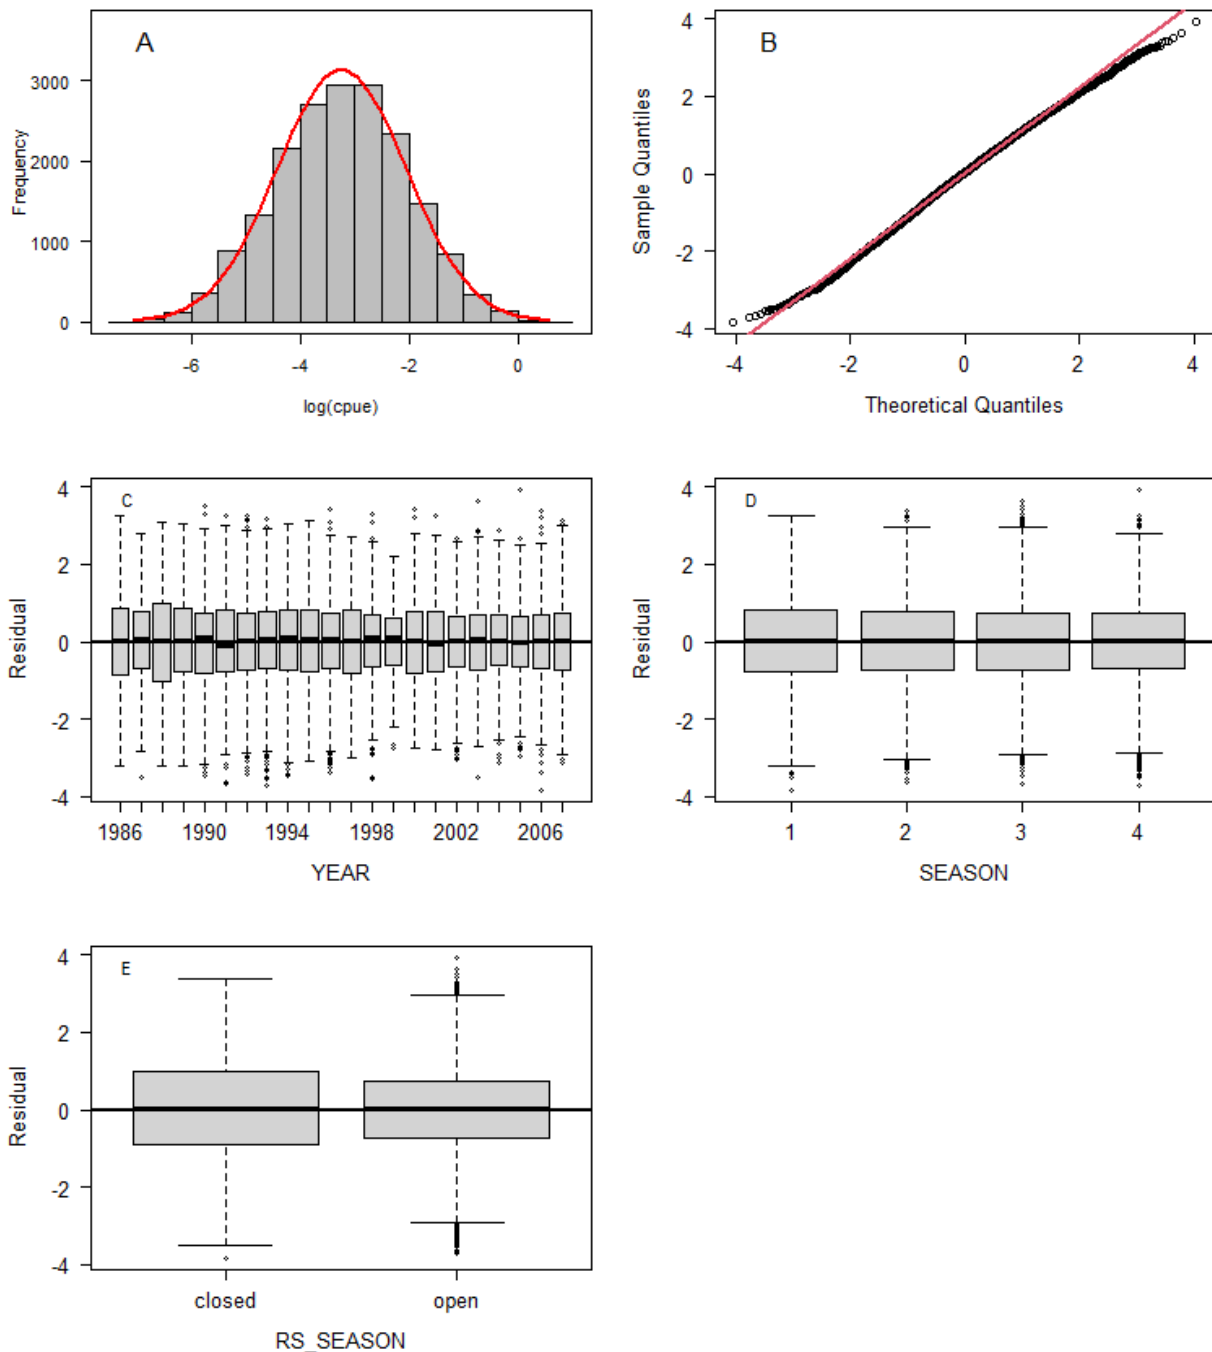 A
Frequency
3000
2000
1000
0
-6 -4 -2 0
log(cpue)
B
Sample Quantiles
4
2
0
-2
-4
-4 -2 0 2 4
Theoretical Quantiles
C
Residual
4
2
0
-2
-4
1986 1990 1994 1998 2002 2006
YEAR
D
Residual
4
2
0
-2
-4
1 2 3 4
SEASON
E
Residual
4
2
0
-2
-4
closed open
RS_SEASON